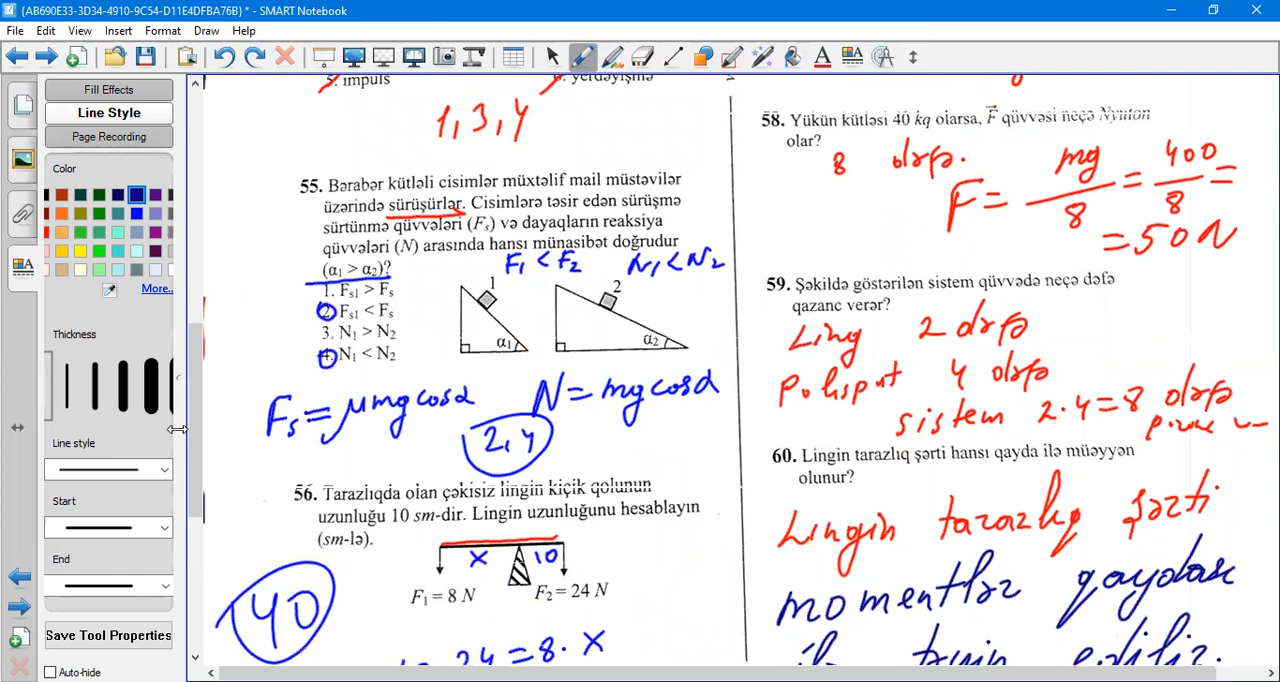 {AB690E33-3D34-4910-9C54-D11E4DFBA76B}* - SMART Notebook
File Edit View Insert Format Draw Help
Fill Effects
Line Style
Page Recording
Color
More...
Thickness
Line style
Start
End
Save Tool Properties
Auto-hide
5. impuls
yerdəyişmə
1, 3, 4
55. Bərabər kütləli cisimlər müxtəlif mail müstəvilər
üzərində sürüşürlər. Cisimlərə təsir edən sürüşmə
sürtünmə qüvvələri (Fs) və dayaqların reaksiya
qüvvələri (N) arasında hansı münasibət doğrudur
(α1 > α2)?
F1 < F2 N1 < N2
1. Fs1 > Fs
2. Fs1 < Fs
3. N1 > N2
4. N1 < N2
1
α1
2
α2
Fs = μmgcosα N = mgcosα
2,4
56. Tarazlıqda olan çəkisiz lingin kiçik qolunun
uzunluğu 10 sm-dir. Lingin uzunluğunu hesablayın
(sm-lə).
x 10
F1 = 8 N F2 = 24 N
40
24 = 8 · x
58. Yükün kütləsi 40 kq olarsa, F qüvvəsi neçə Nyuton
olar?
8 dəfə.
F = mg/8 = 400/8 =
= 50 N
59. Şəkildə göstərilən sistem qüvvədə neçə dəfə
qazanc verər?
Ling 2 dəfə
Polispat 4 dəfə
sistem 2·4=8 dəfə
60. Lingin tarazlıq şərti hansı qayda ilə müəyyən
olunur?
Lingin tarazlıq şərti
momentlər qaydası